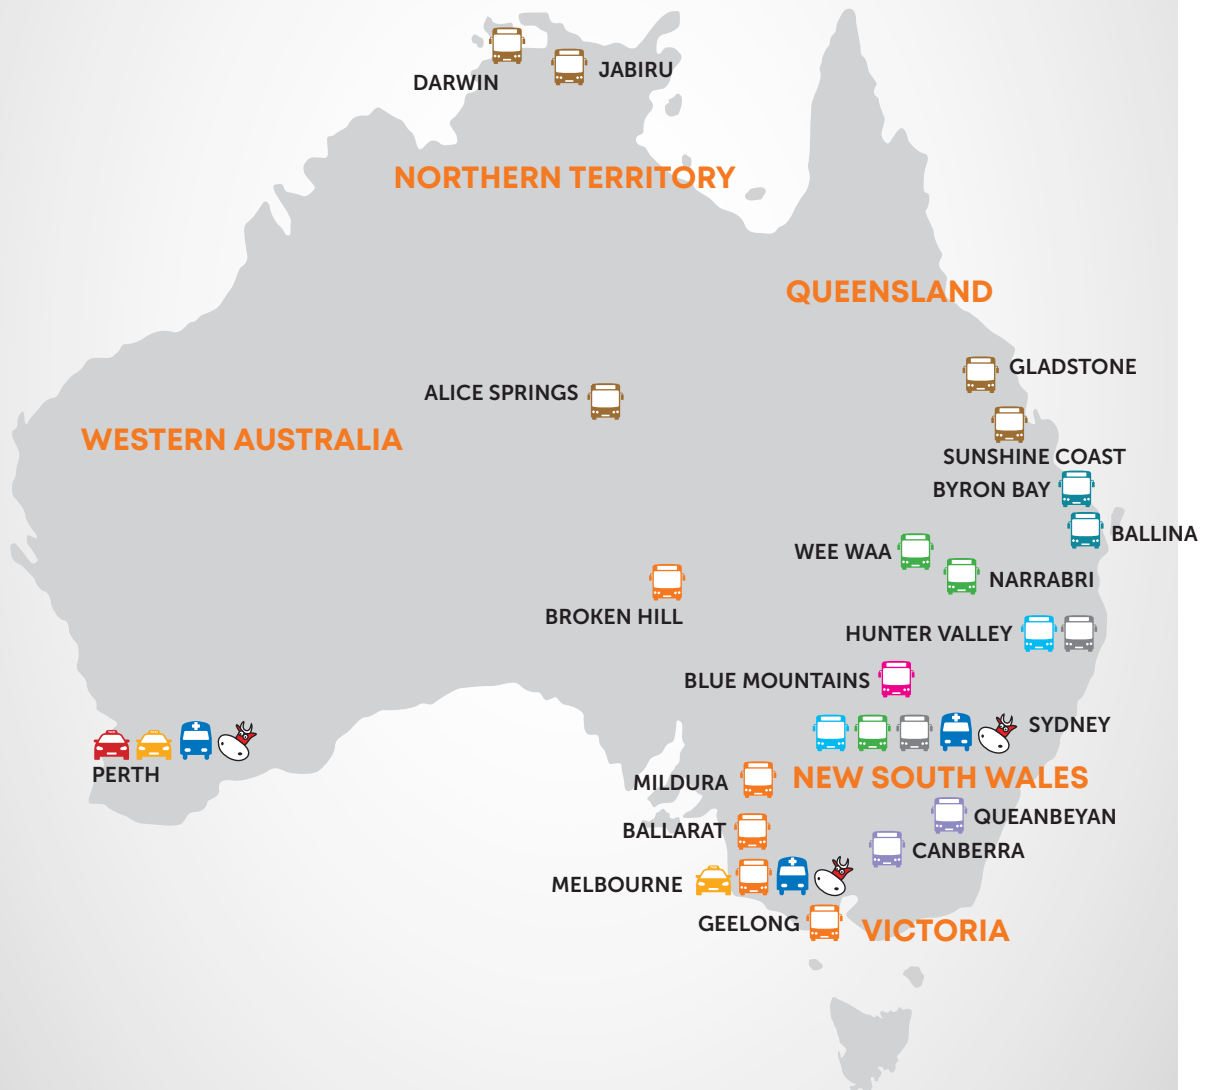 DARWIN
JABIRU
NORTHERN TERRITORY
QUEENSLAND
GLADSTONE
ALICE SPRINGS
WESTERN AUSTRALIA
SUNSHINE COAST
BYRON BAY
BALLINA
WEE WAA
NARRABRI
BROKEN HILL
HUNTER VALLEY
BLUE MOUNTAINS
SYDNEY
PERTH
MILDURA
NEW SOUTH WALES
QUEANBEYAN
BALLARAT
CANBERRA
MELBOURNE
GEELONG
VICTORIA